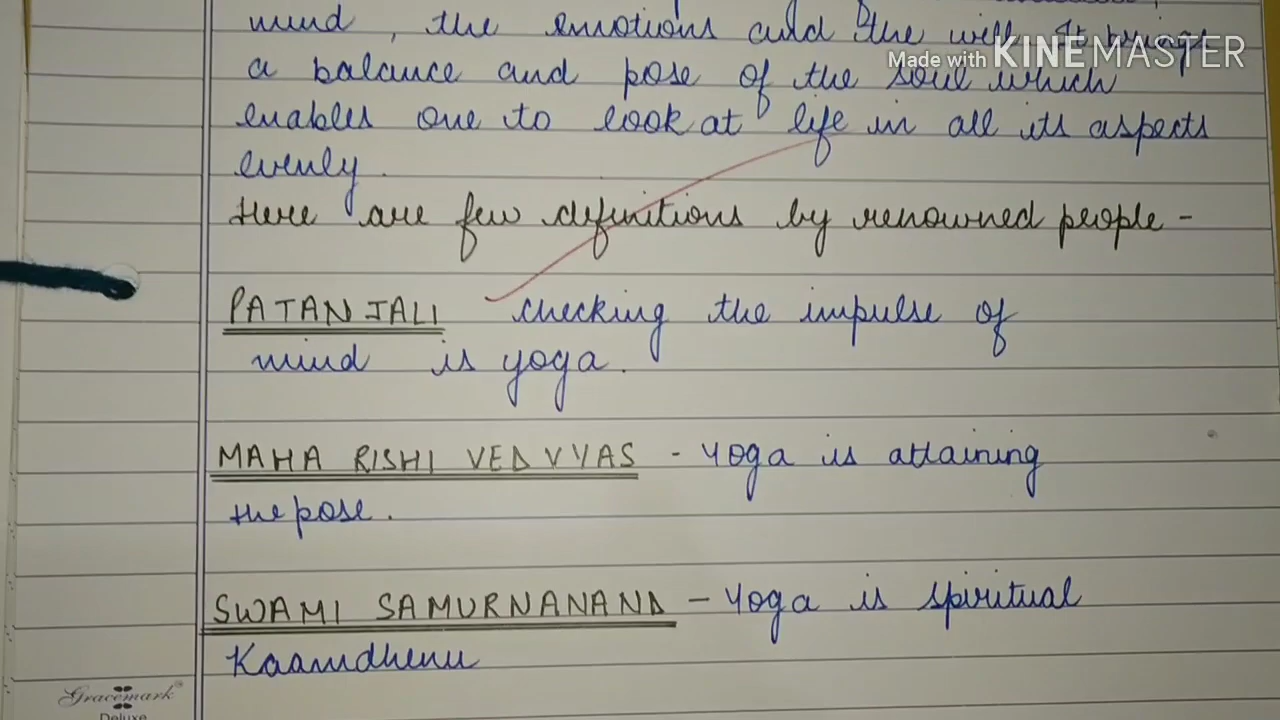 mind, the emotions and the will. It brings
Made with KINEMASTER
a balance and pose of the soul which
enables one to look at life in all its aspects
evenly.
Here are few definitions by renowned people -
PATANJALI checking the impulse of
mind is yoga.
MAHA RISHI VEDVYAS - Yoga is attaining
the pose.
SWAMI SAMURNANAND - Yoga is spiritual
Kaamdhenu
Gracemark
Deluxe